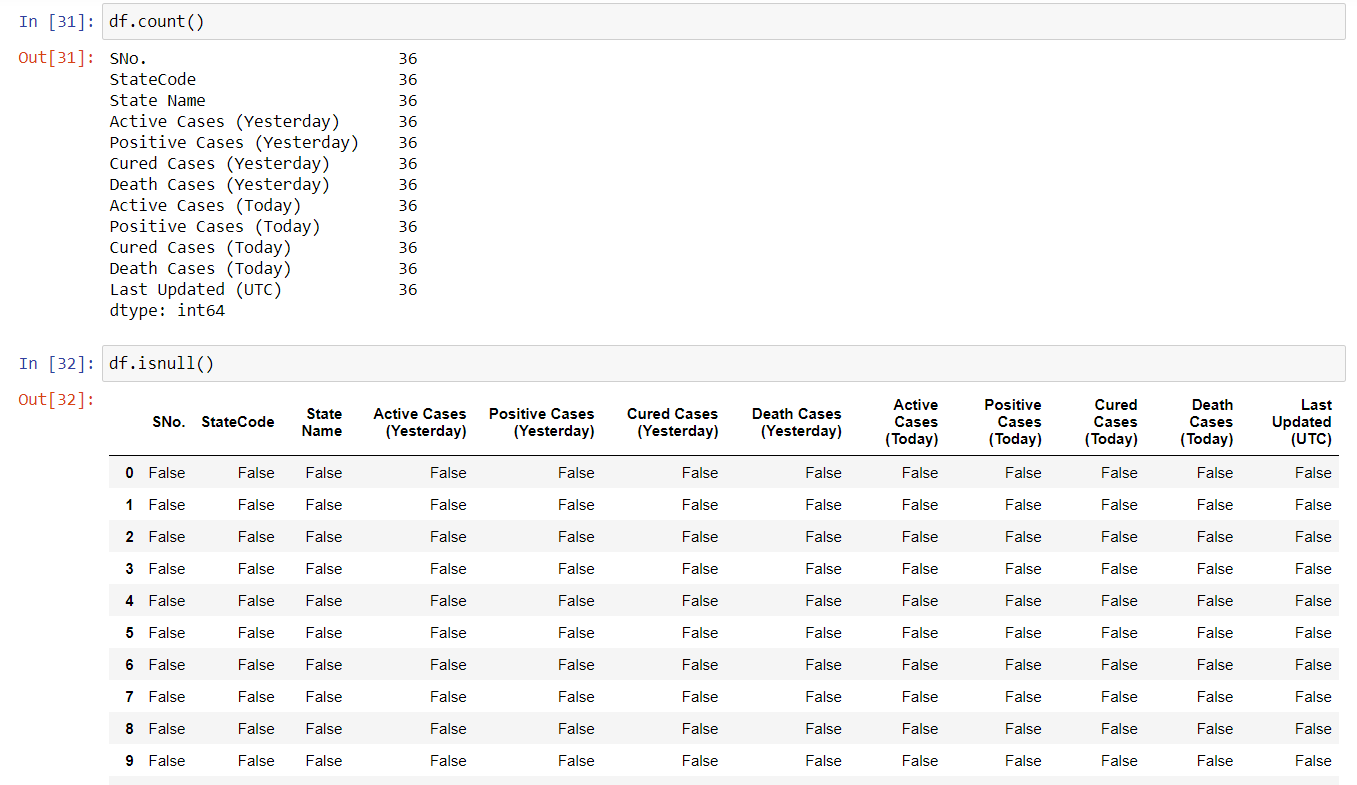 In [31]: df.count()
Out[31]: SNo. 36
StateCode 36
State Name 36
Active Cases (Yesterday) 36
Positive Cases (Yesterday) 36
Cured Cases (Yesterday) 36
Death Cases (Yesterday) 36
Active Cases (Today) 36
Positive Cases (Today) 36
Cured Cases (Today) 36
Death Cases (Today) 36
Last Updated (UTC) 36
dtype: int64
In [32]: df.isnull()
Out[32]:
SNo. StateCode State Name Active Cases (Yesterday) Positive Cases (Yesterday) Cured Cases (Yesterday) Death Cases (Yesterday) Active Cases (Today) Positive Cases (Today) Cured Cases (Today) Death Cases (Today) Last Updated (UTC)
0 False False False False False False False False False False False False
1 False False False False False False False False False False False False
2 False False False False False False False False False False False False
3 False False False False False False False False False False False False
4 False False False False False False False False False False False False
5 False False False False False False False False False False False False
6 False False False False False False False False False False False False
7 False False False False False False False False False False False False
8 False False False False False False False False False False False False
9 False False False False False False False False False False False False